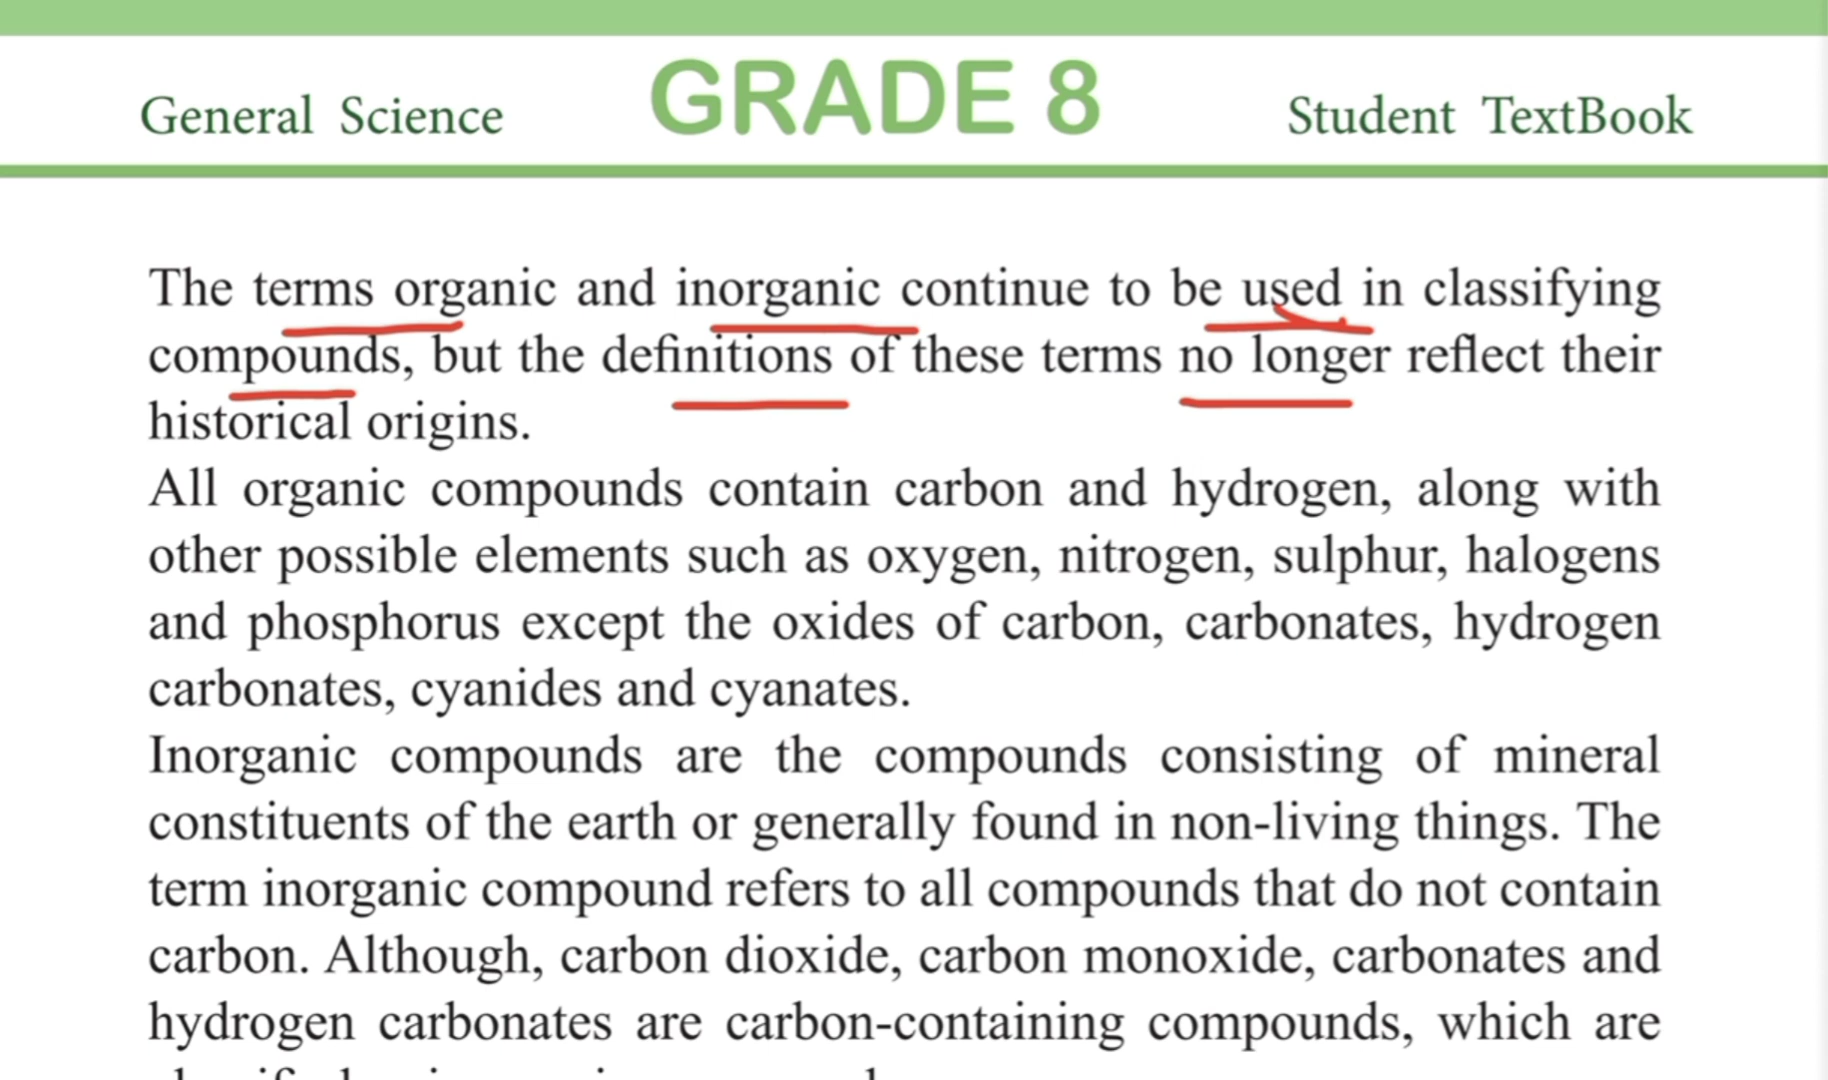 General Science GRADE 8 Student TextBook
The terms organic and inorganic continue to be used in classifying
compounds, but the definitions of these terms no longer reflect their
historical origins.
All organic compounds contain carbon and hydrogen, along with
other possible elements such as oxygen, nitrogen, sulphur, halogens
and phosphorus except the oxides of carbon, carbonates, hydrogen
carbonates, cyanides and cyanates.
Inorganic compounds are the compounds consisting of mineral
constituents of the earth or generally found in non-living things. The
term inorganic compound refers to all compounds that do not contain
carbon. Although, carbon dioxide, carbon monoxide, carbonates and
hydrogen carbonates are carbon-containing compounds, which are